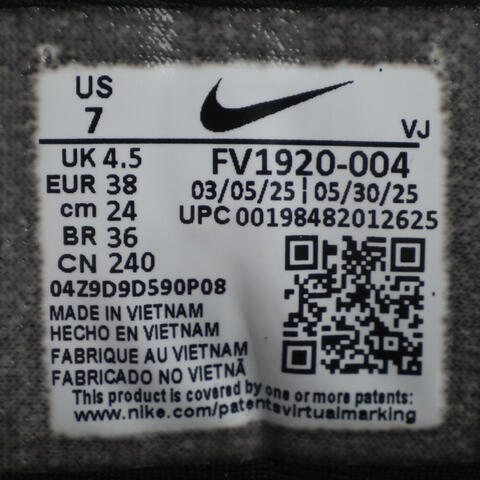 US
7
VJ
UK 4.5
EUR 38
cm 24
BR 36
CN 240
FV1920-004
03/05/25 | 05/30/25
UPC 00198482012625
04Z9D9D590P08
MADE IN VIETNAM
HECHO EN VIETNAM
FABRIQUE AU VIETNAM
FABRICADO NO VIETNÃ
This product is covered by one or more patents:
www.nike.com/patentsvirtualmarking